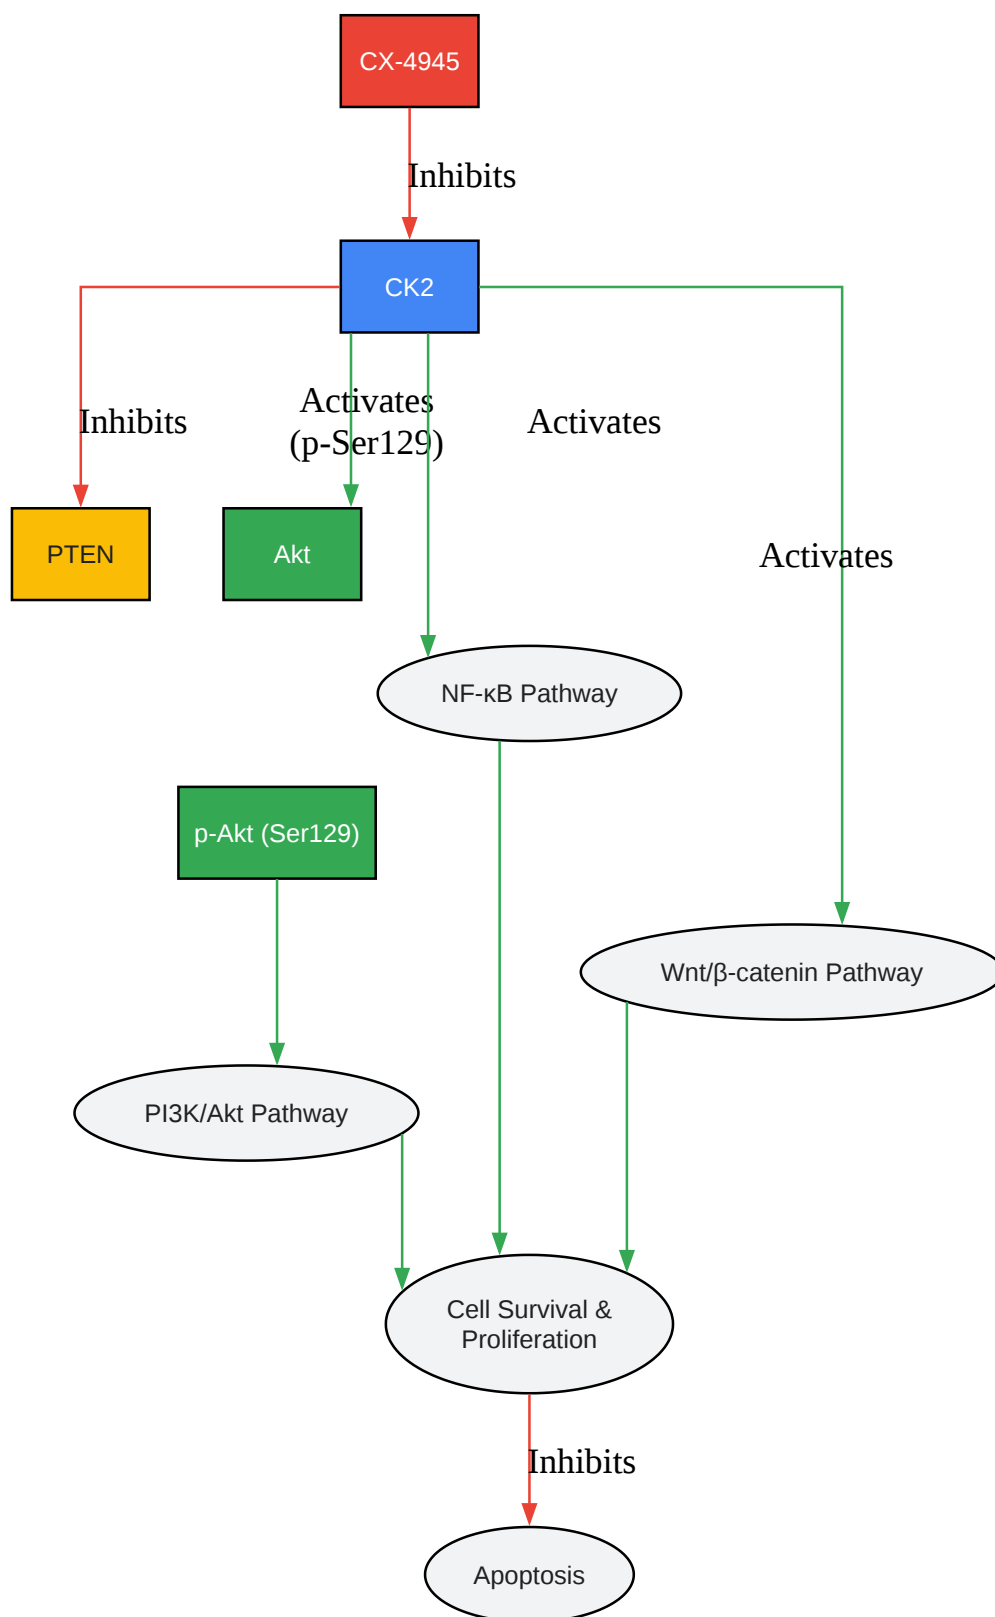 CX-4945
Inhibits
CK2
Inhibits
Activates
(p-Ser129)
Activates
PTEN
Akt
Activates
NF-κB Pathway
p-Akt (Ser129)
Wnt/β-catenin Pathway
PI3K/Akt Pathway
Cell Survival &
Proliferation
Inhibits
Apoptosis